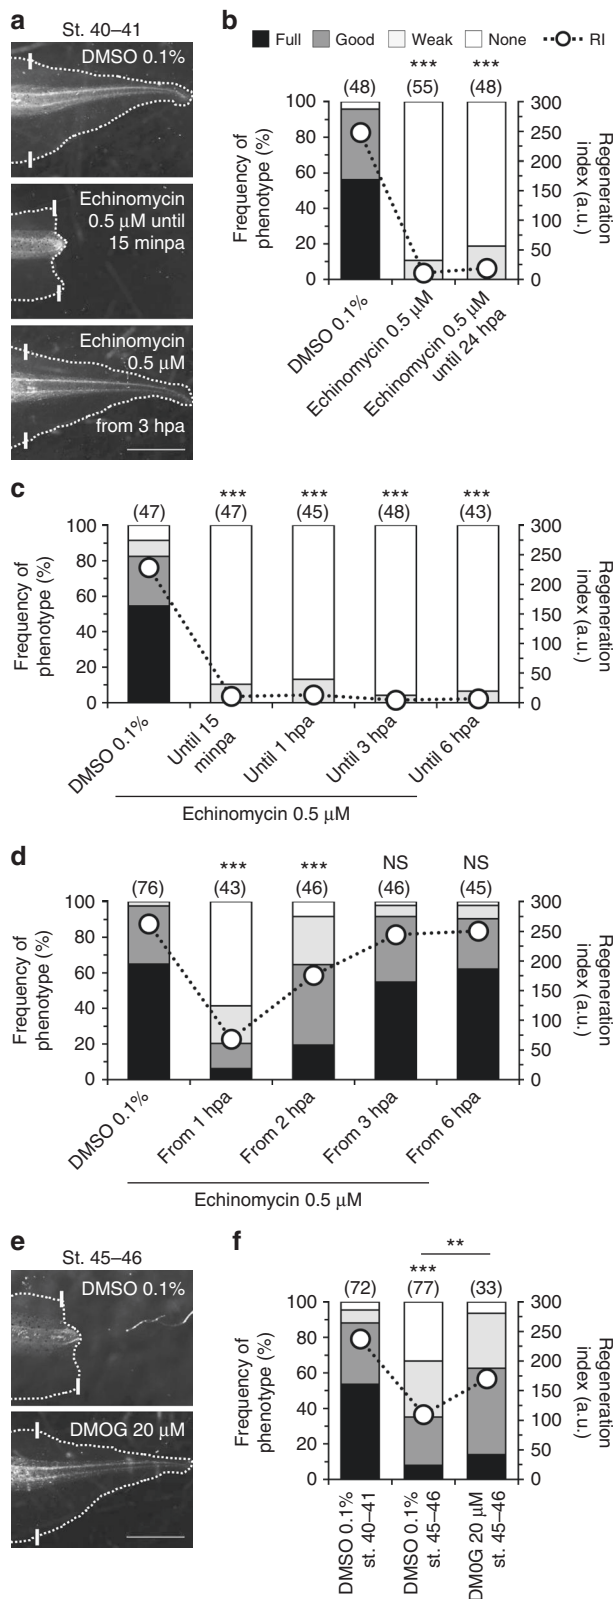 a
St. 40–41
DMSO 0.1%
Echinomycin
0.5 µM until
15 minpa
Echinomycin
0.5 µM
from 3 hpa
b
Full Good Weak None RI
*** ***
(48) (55) (48)
Frequency of
phenotype (%)
100
80
60
40
20
0
300
250
200
150
100
50
0
Regeneration
index (a.u.)
DMSO 0.1%
Echinomycin 0.5 µM
Echinomycin 0.5 µM
until 24 hpa
c
*** *** *** ***
(47) (47) (45) (48) (43)
Frequency of
phenotype (%)
100
80
60
40
20
0
300
250
200
150
100
50
0
Regeneration
index (a.u.)
DMSO 0.1%
Until 15
minpa
Until 1 hpa
Until 3 hpa
Until 6 hpa
Echinomycin 0.5 µM
d
*** *** NS NS
(76) (43) (46) (46) (45)
Frequency of
phenotype (%)
100
80
60
40
20
0
300
250
200
150
100
50
0
Regeneration
index (a.u.)
DMSO 0.1%
From 1 hpa
From 2 hpa
From 3 hpa
From 6 hpa
Echinomycin 0.5 µM
e
St. 45–46
DMSO 0.1%
DMOG 20 µM
f
**
***
(72) (77) (33)
Frequency of
phenotype (%)
100
80
60
40
20
0
300
250
200
150
100
50
0
Regeneration
index (a.u.)
DMSO 0.1%
st. 40–41
DMSO 0.1%
st. 45–46
DM0G 20 µM
st. 45–46